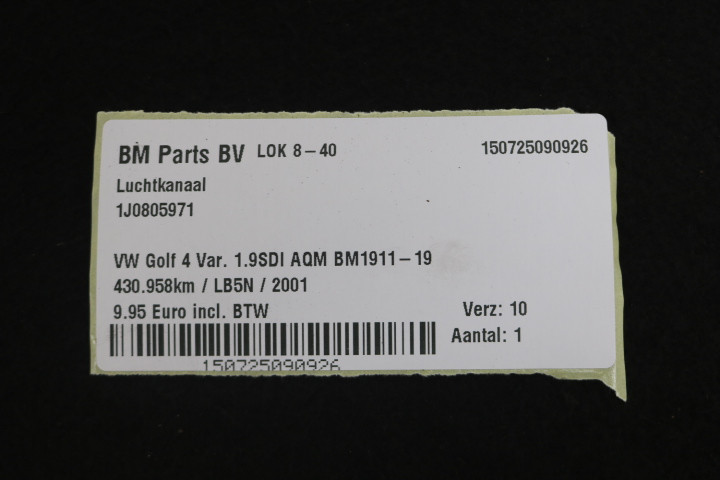 BM Parts BV LOK 8-40 150725090926
Luchtkanaal
1J0805971
VW Golf 4 Var. 1.9SDI AQM BM1911-19
430.958km / LB5N / 2001
9.95 Euro incl. BTW Verz: 10
Aantal: 1
150725090926